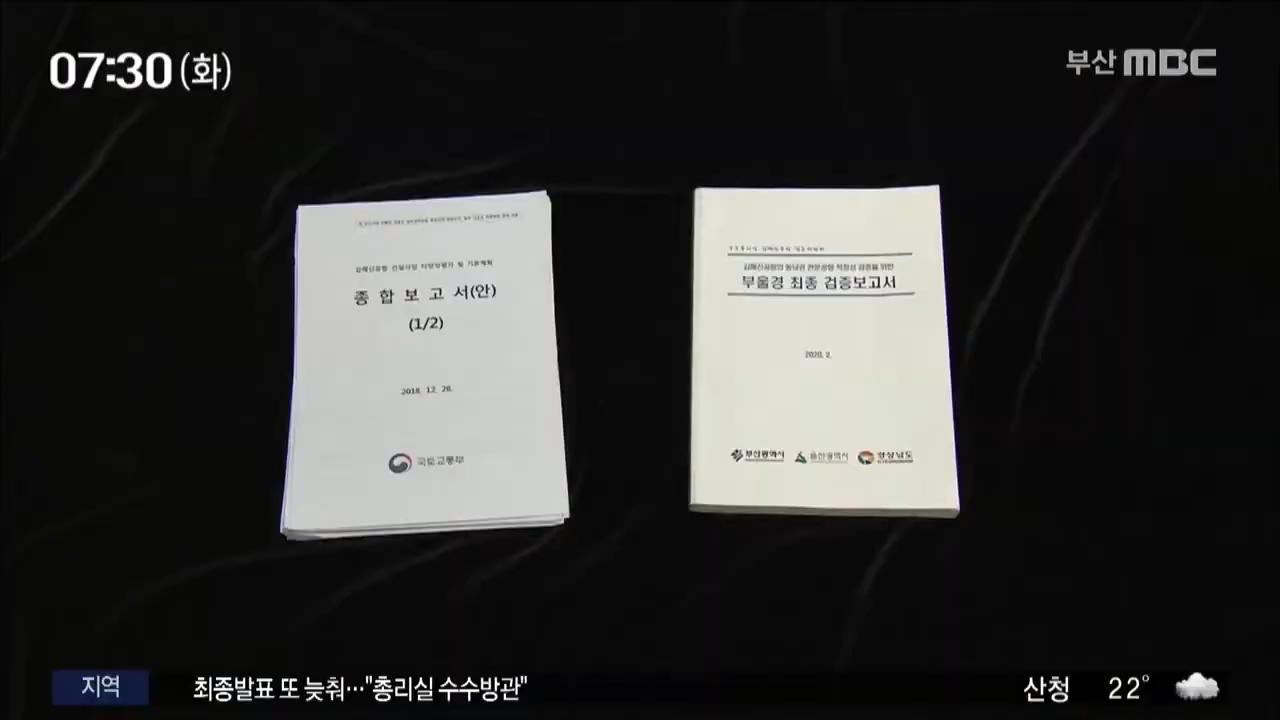 07:30(화)
부산 MBC
김해신공항 건설사업 타당성평가 및 기본계획
종 합 보 고 서(안)
(1/2)
2018. 12. 28.
국토교통부
김해신공항의 동남권 관문공항 적정성 검증을 위한
부울경 최종 검증보고서
2020. 2.
부산광역시 울산광역시 경상남도
지역 최종발표 또 늦춰…"총리실 수수방관"
산청 22°